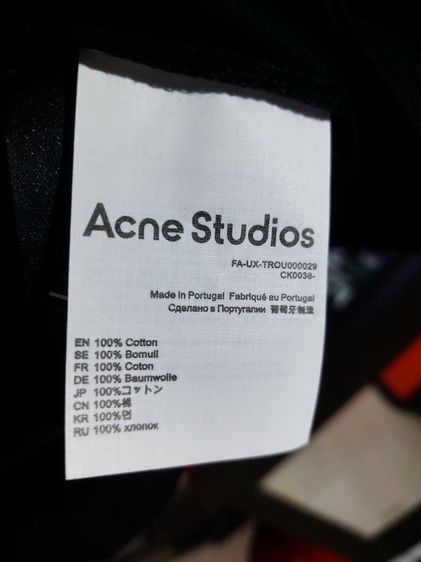 Acne Studios
FA-UX-TROU000029
CK0036-
Made in Portugal Fabriqué au Portugal
Сделано в Португалии 葡萄牙制造
EN 100% Cotton
SE 100% Bomull
FR 100% Coton
DE 100% Baumwolle
JP 100%コットン
CN 100%棉
KR 100%면
RU 100% хлопок